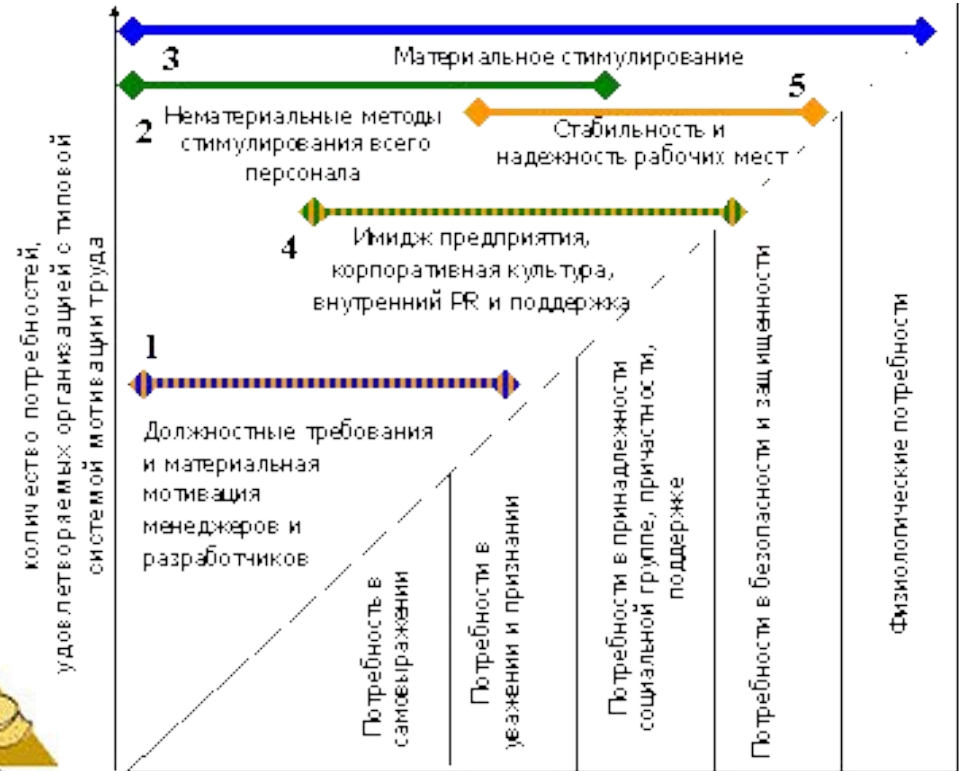 количество потребностей,
удовлетворяемых организацией с типовой
системой мотивации труда
Материальное стимулирование
3
5
2
Нематериальные методы
стимулирования всего
персонала
Стабильность и
надежность рабочих мест
4
Имидж предприятия,
корпоративная культура,
внутренний PR и поддержка
1
Должностные требования
и материальная
мотивация
менеджеров и
разработчиков
Потребность в
самовыражении
Потребности в
уважении и признании
Потребности в принадлежности
социальной группе, причастности,
поддержке
Потребности в безопасности и защищенности
Физиологические потребности